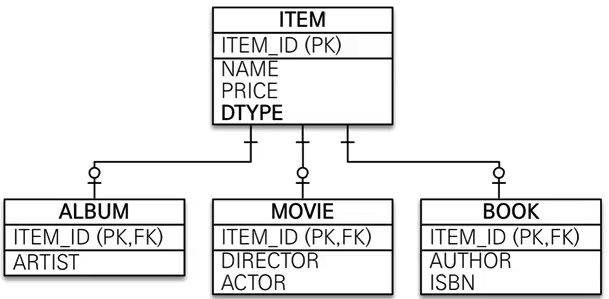 ITEM
ITEM_ID (PK)
NAME
PRICE
DTYPE
ALBUM
ITEM_ID (PK,FK)
ARTIST
MOVIE
ITEM_ID (PK,FK)
DIRECTOR
ACTOR
BOOK
ITEM_ID (PK,FK)
AUTHOR
ISBN